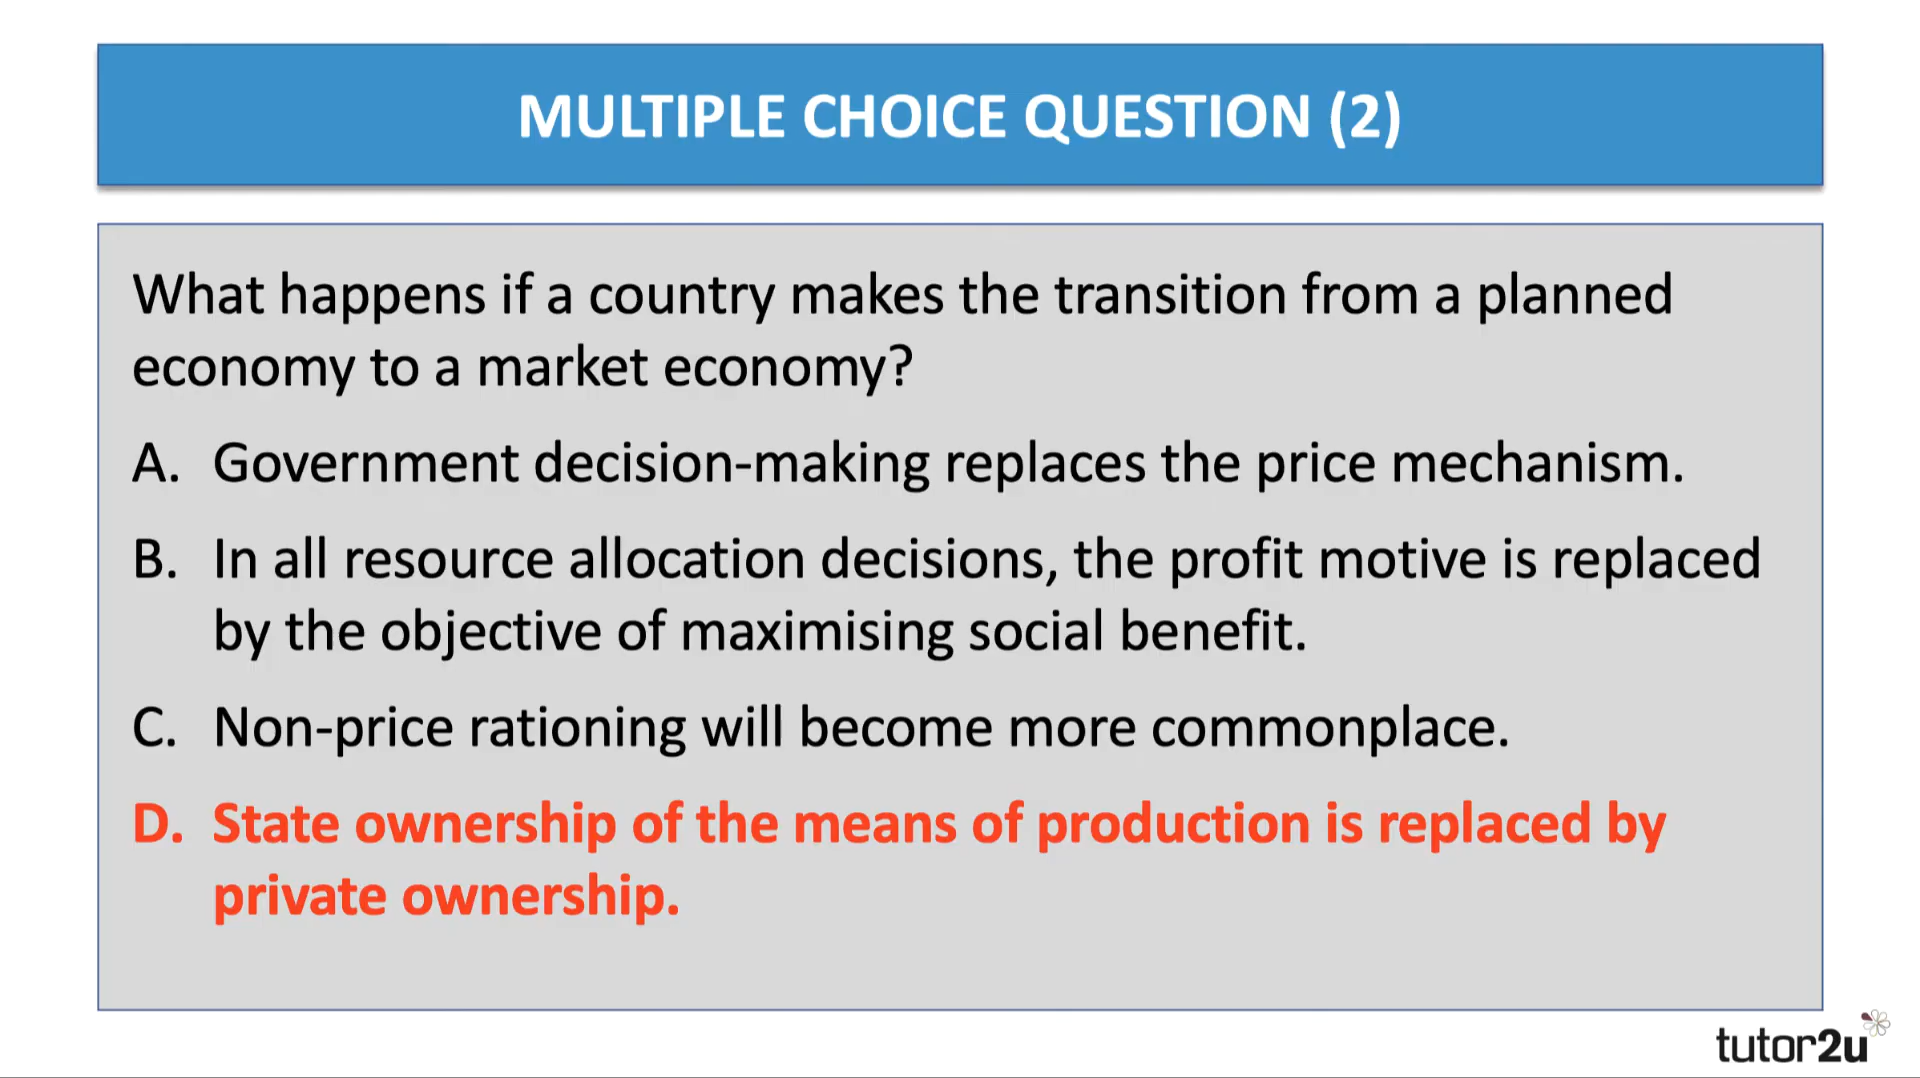 MULTIPLE CHOICE QUESTION (2)
What happens if a country makes the transition from a planned
economy to a market economy?
A. Government decision-making replaces the price mechanism.
B. In all resource allocation decisions, the profit motive is replaced
by the objective of maximising social benefit.
C. Non-price rationing will become more commonplace.
D. State ownership of the means of production is replaced by
private ownership.
tutor2u